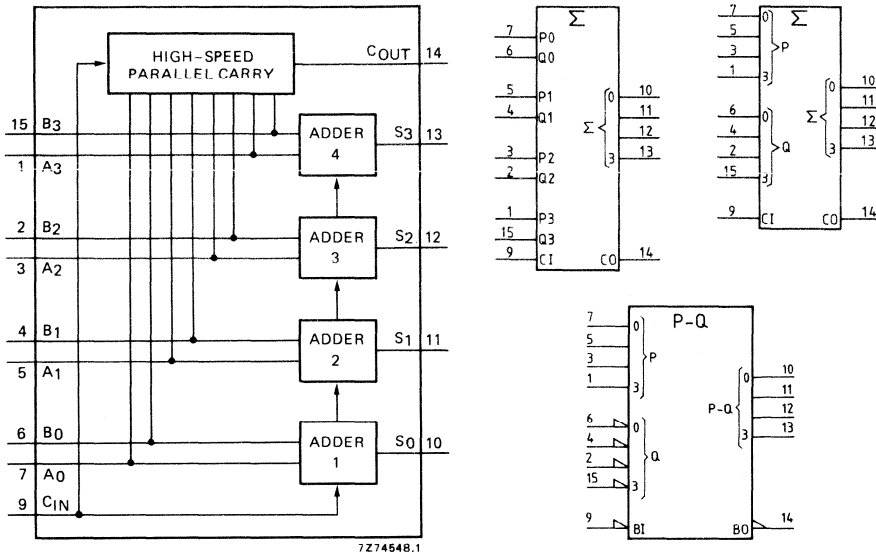 HIGH-SPEED
PARALLEL CARRY
COUT 14
15 B3
ADDER
4
S3 13
1 A3
2 B2
ADDER
3
S2 12
3 A2
4 B1
ADDER
2
S1 11
5 A1
6 B0
ADDER
1
S0 10
7 A0
9 CIN
7Z74548.1
Σ
7 P0
6 Q0
5 P1
4 Q1
3 P2
2 Q2
1 P3
15 Q3
9 CI
Σ
0 10
11
12
3 13
CO 14
Σ
7 0
5
3
1 3
P
6 0
4
2
15 3
Q
9 CI
Σ
0 10
11
12
3 13
CO 14
P-Q
7 0
5
3
1 3
P
6 0
4
2
15 3
Q
9 BI
P-Q
0 10
11
12
3 13
BO 14